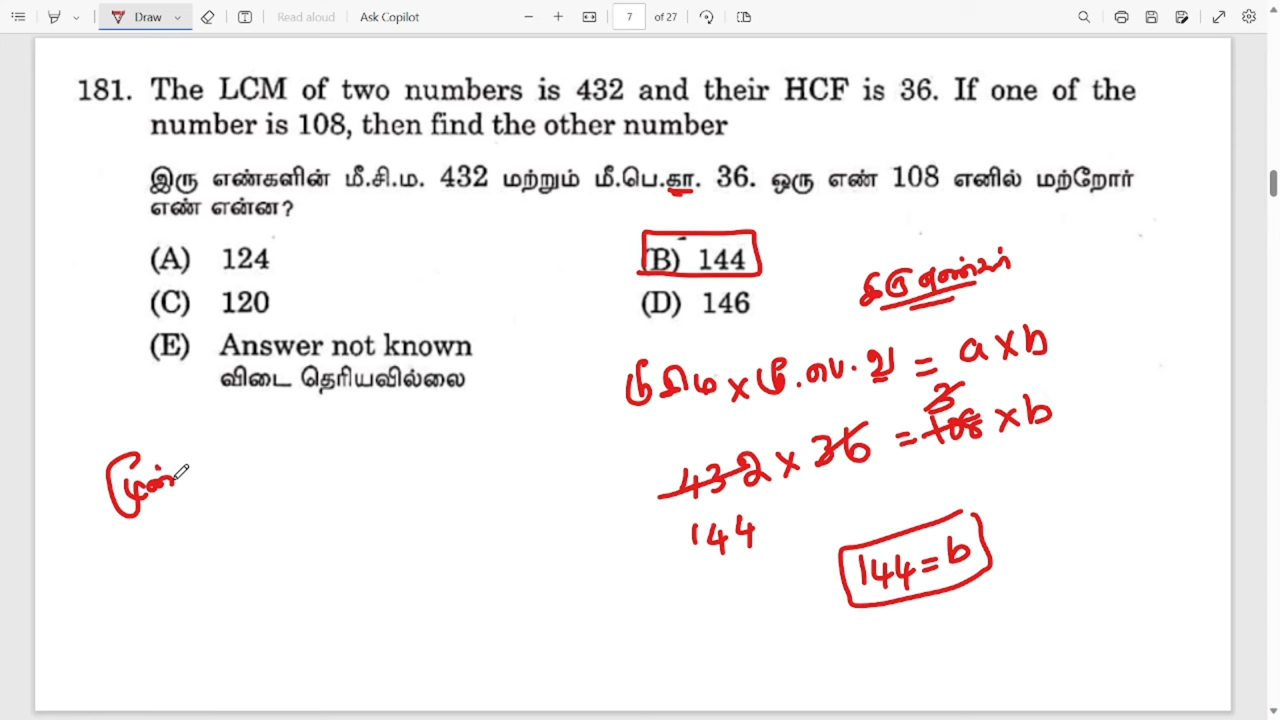 Draw
Read aloud
Ask Copilot
7
of 27
181. The LCM of two numbers is 432 and their HCF is 36. If one of the
number is 108, then find the other number
இரு எண்களின் மீ.சி.ம. 432 மற்றும் மீ.பெ.கா. 36. ஒரு எண் 108 எனில் மற்றோர்
எண் என்ன?
(A) 124
(B) 144
(C) 120
(D) 146
(E) Answer not known
விடை தெரியவில்லை
இரு எண்கள்
மீசிம × மீ.பெ.வ = a×b
3
432 × 36 = 108 × b
144
144 = b